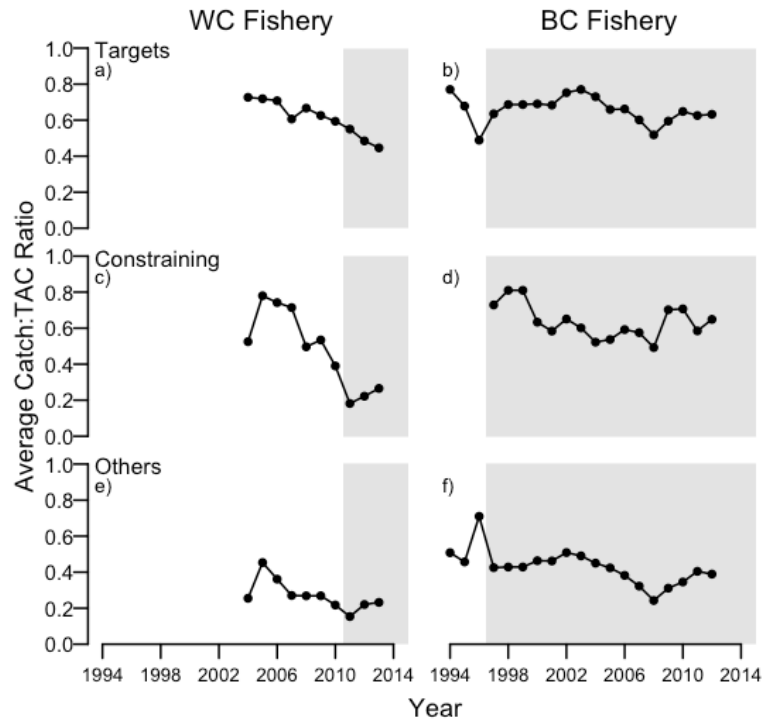 WC Fishery
BC Fishery
Average Catch:TAC Ratio
Targets
a)
1.0
0.8
0.6
0.4
0.2
0.0
b)
Constraining
c)
1.0
0.8
0.6
0.4
0.2
0.0
d)
Others
e)
1.0
0.8
0.6
0.4
0.2
0.0
f)
1994 1998 2002 2006 2010 2014
1994 1998 2002 2006 2010 2014
Year